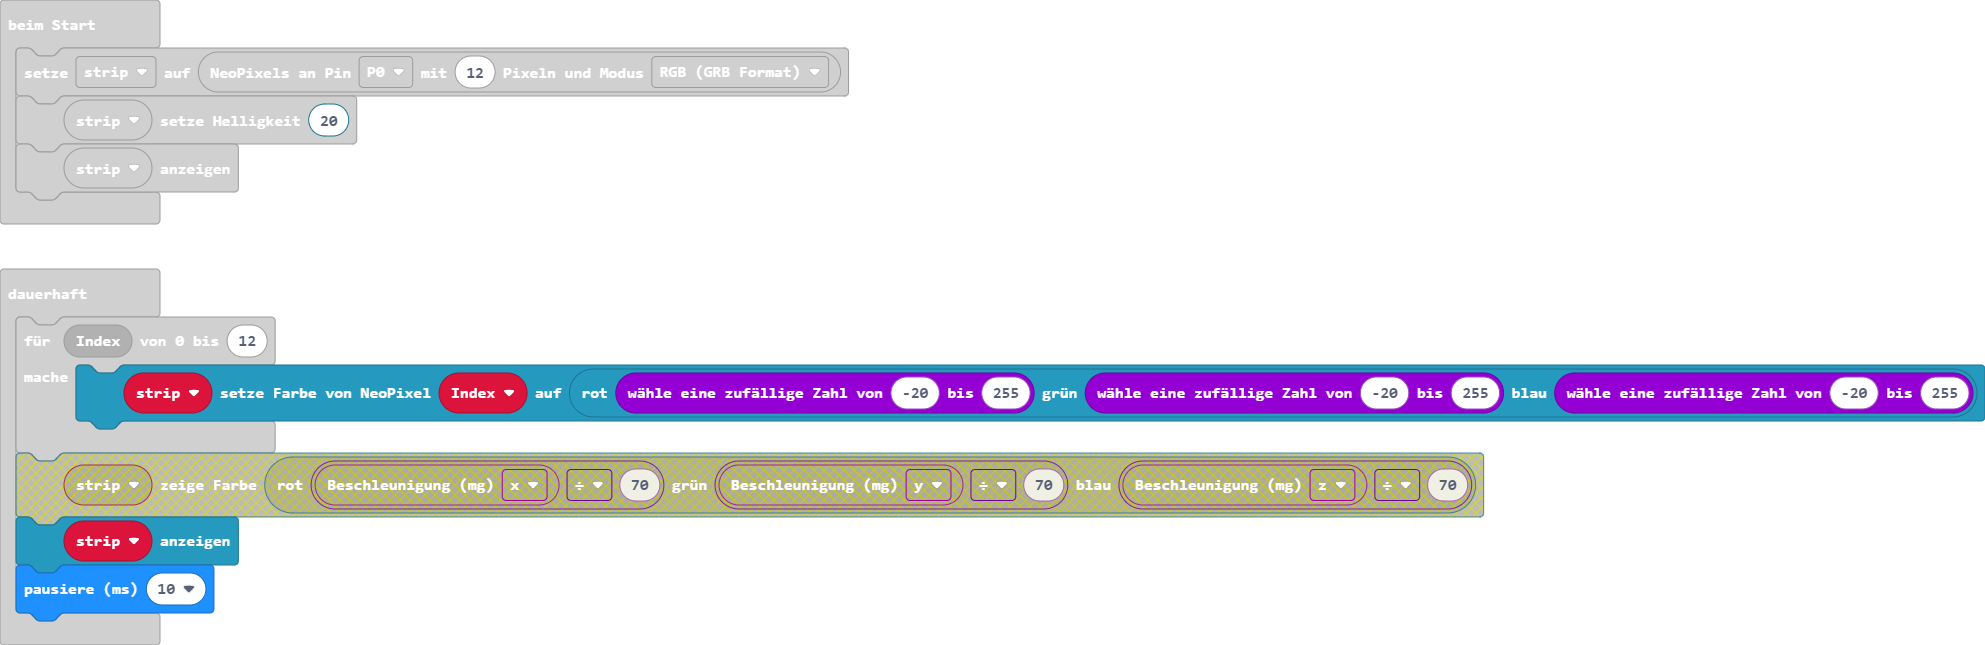 beim Start
setze strip auf NeoPixels an Pin P0 mit 12 Pixeln und Modus RGB (GRB Format)
strip setze Helligkeit 20
strip anzeigen
dauerhaft
für Index von 0 bis 12
mache
strip setze Farbe von NeoPixel Index auf rot wähle eine zufällige Zahl von -20 bis 255 grün wähle eine zufällige Zahl von -20 bis 255 blau wähle eine zufällige Zahl von -20 bis 255
strip zeige Farbe rot Beschleunigung (mg) x ÷ 70 grün Beschleunigung (mg) y ÷ 70 blau Beschleunigung (mg) z ÷ 70
strip anzeigen
pausiere (ms) 10